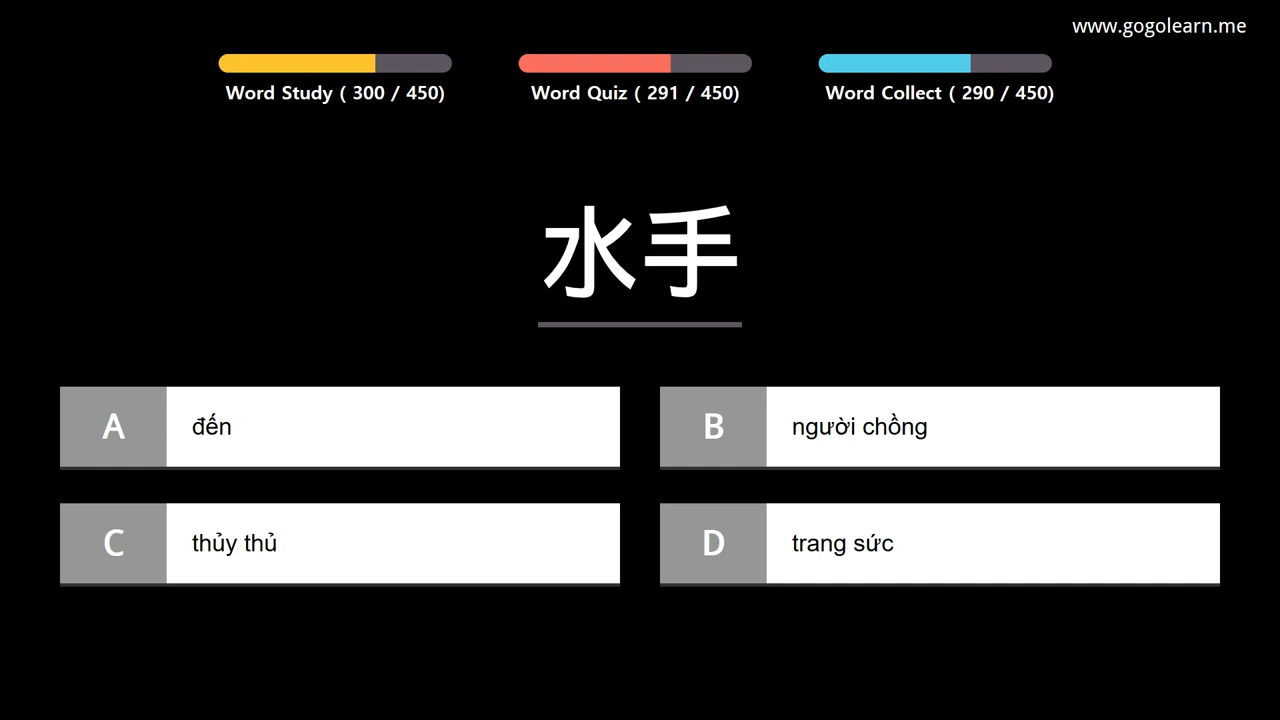 www.gogolearn.me
Word Study ( 300 / 450)
Word Quiz ( 291 / 450)
Word Collect ( 290 / 450)
水手
A
đến
B
người chồng
C
thủy thủ
D
trang sức